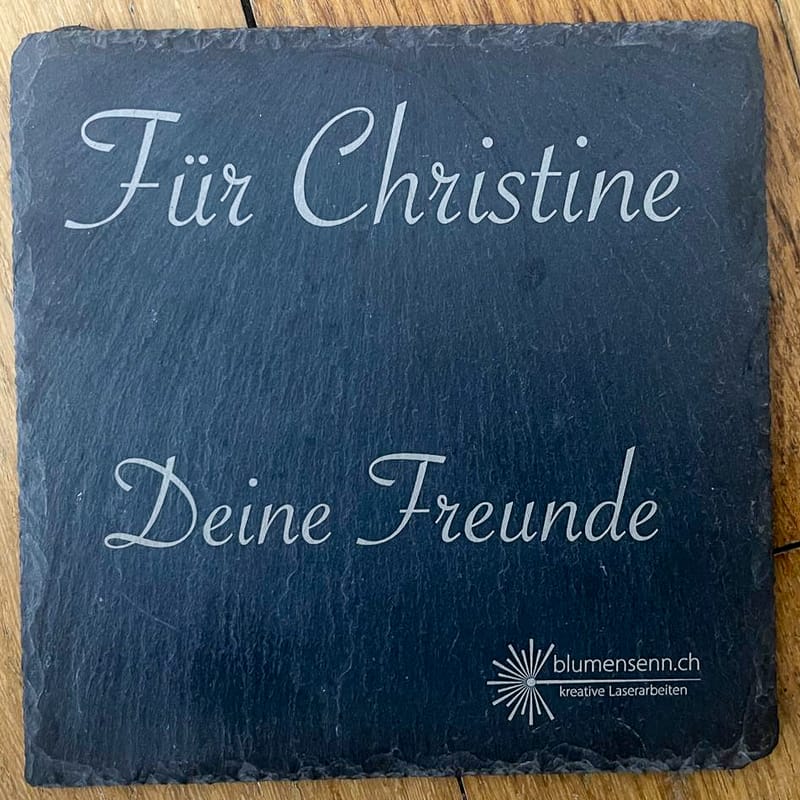 Für Christine
Deine Freunde
blumensenn.ch
kreative Laserarbeiten